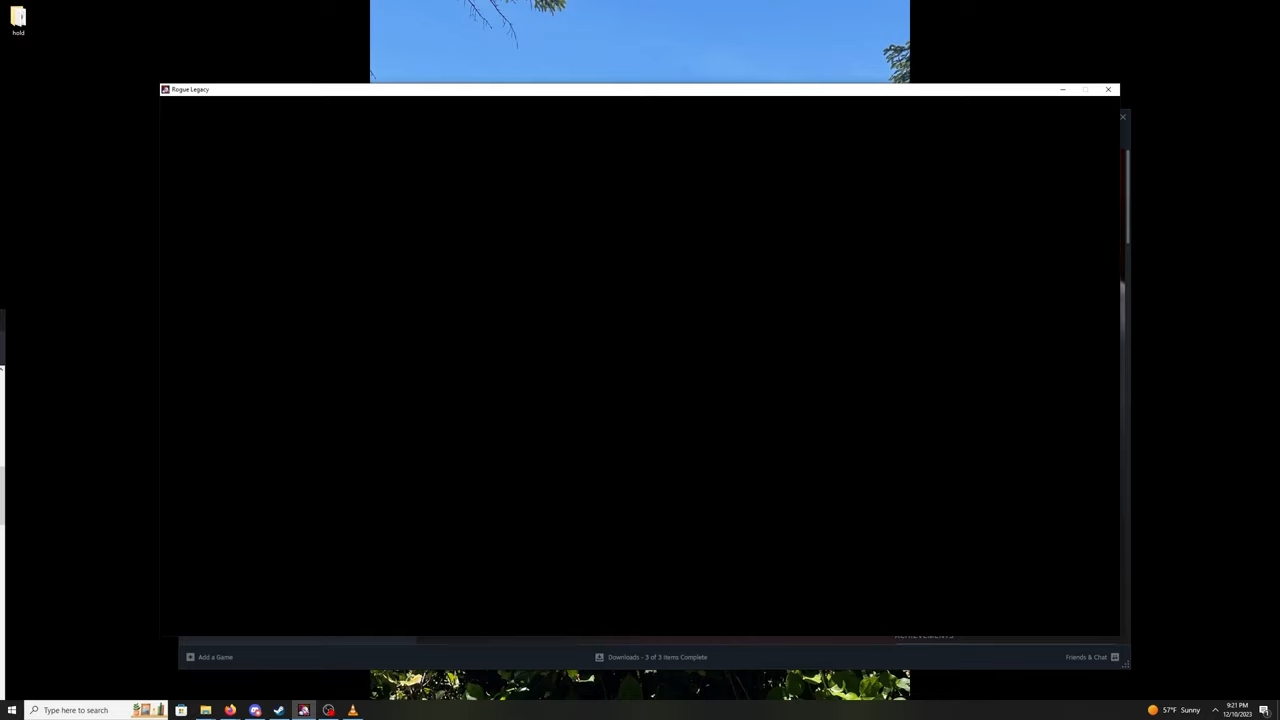 hold
Rogue Legacy
ACHIEVEMENTS
Add a Game
Downloads - 3 of 3 Items Complete
Friends & Chat
Type here to search
57°F Sunny
9:21 PM
12/10/2023